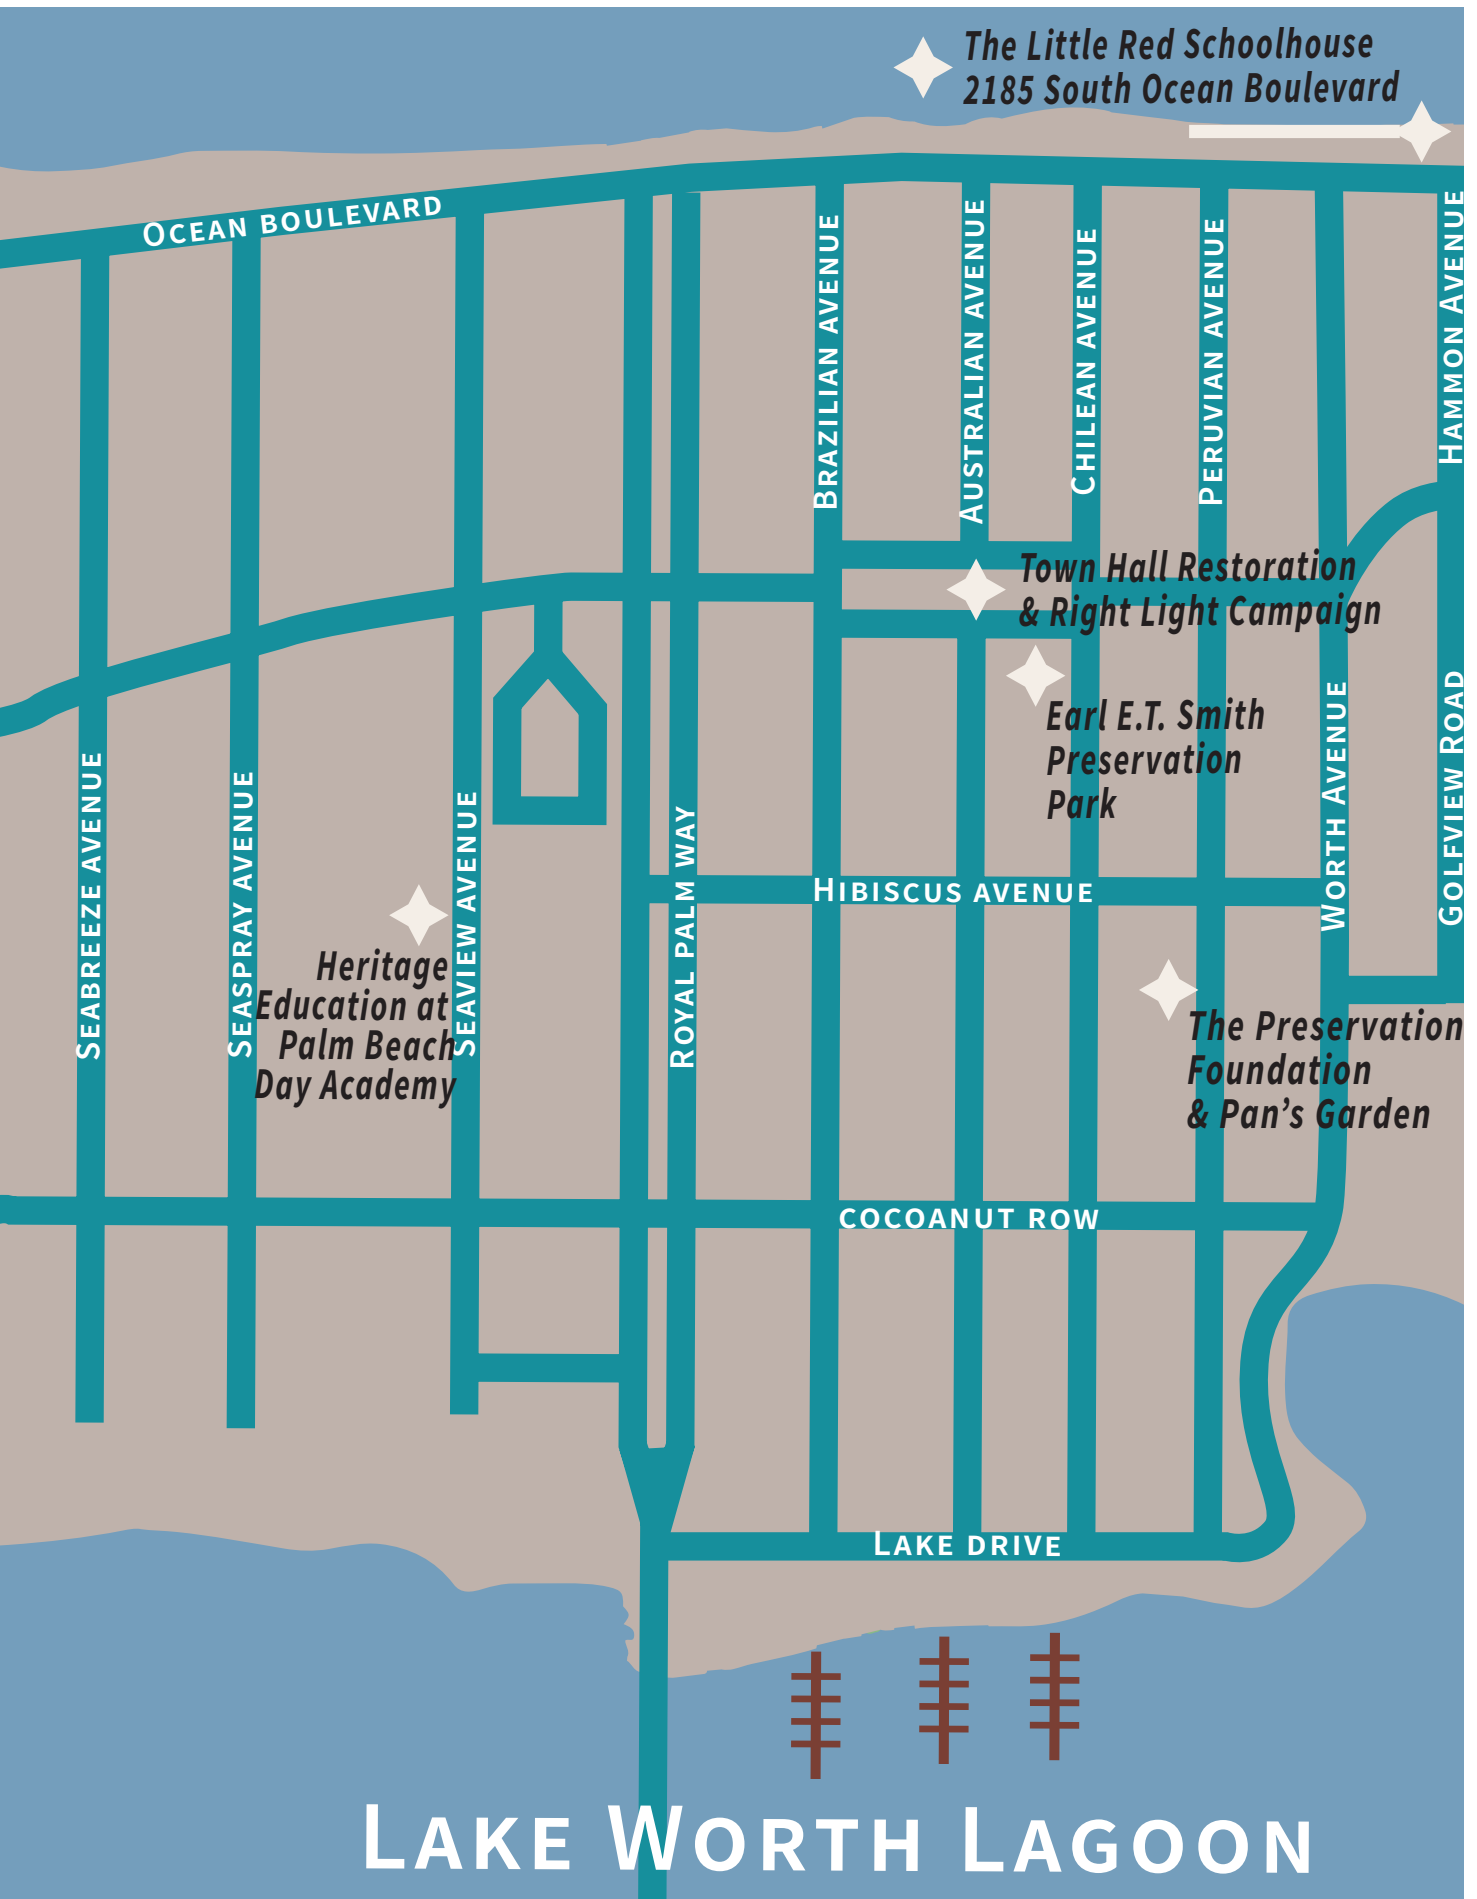 The Little Red Schoolhouse
2185 South Ocean Boulevard
Ocean boulevard
Brazilian avenue
Australian avenue
Chilean avenue
Peruvian Avenue
Hammon Avenue
Town Hall Restoration
& Right Light Campaign
Earl E.T. Smith
Preservation
Park
Seabreeze avenue
Seaspray avenue
Seaview avenue
Royal palm way
Worth Avenue
Golfview Road
Hibiscus avenue
Heritage
Education at
Palm Beach
Day Academy
The Preservation
Foundation
& Pan’s Garden
cocoanut row
Lake drive
Lake Worth Lagoon